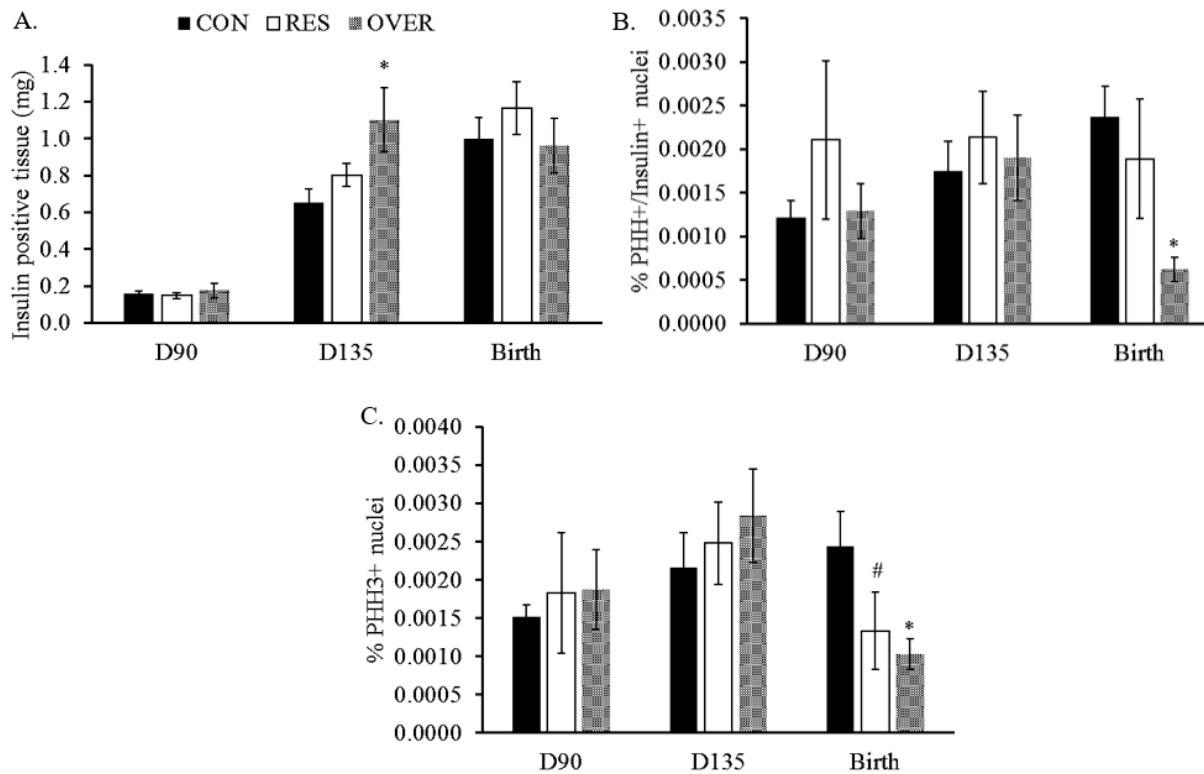 A.
CON RES OVER
Insulin positive tissue (mg)
1.4
1.2
1.0
0.8
0.6
0.4
0.2
0.0
*
D90 D135 Birth
B.
% PHH+/Insulin+ nuclei
0.0035
0.0030
0.0025
0.0020
0.0015
0.0010
0.0005
0.0000
*
D90 D135 Birth
C.
% PHH3+ nuclei
0.0040
0.0035
0.0030
0.0025
0.0020
0.0015
0.0010
0.0005
0.0000
#
*
D90 D135 Birth